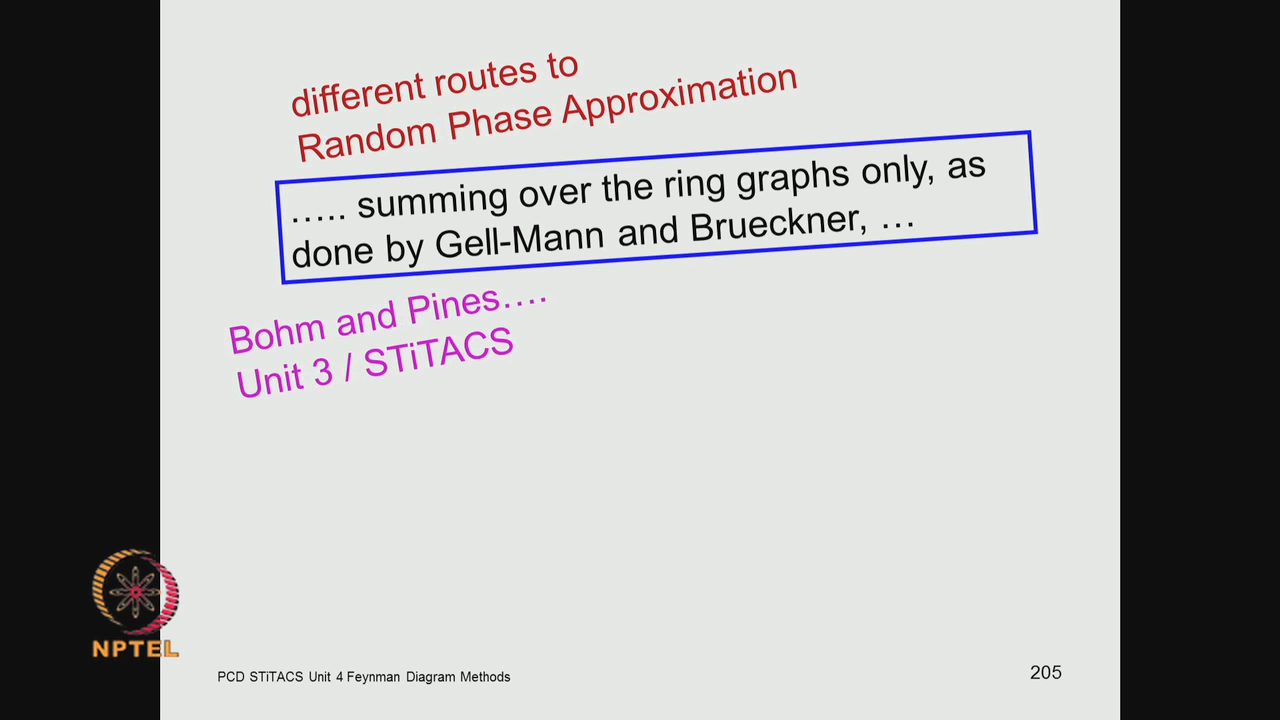 different routes to
Random Phase Approximation
….. summing over the ring graphs only, as
done by Gell-Mann and Brueckner, …
Bohm and Pines….
Unit 3 / STiTACS
NPTEL
PCD STiTACS Unit 4 Feynman Diagram Methods
205